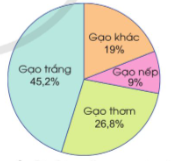 Gạo khác
19%
Gạo nếp
9%
Gạo thơm
26,8%
Gạo trắng
45,2%